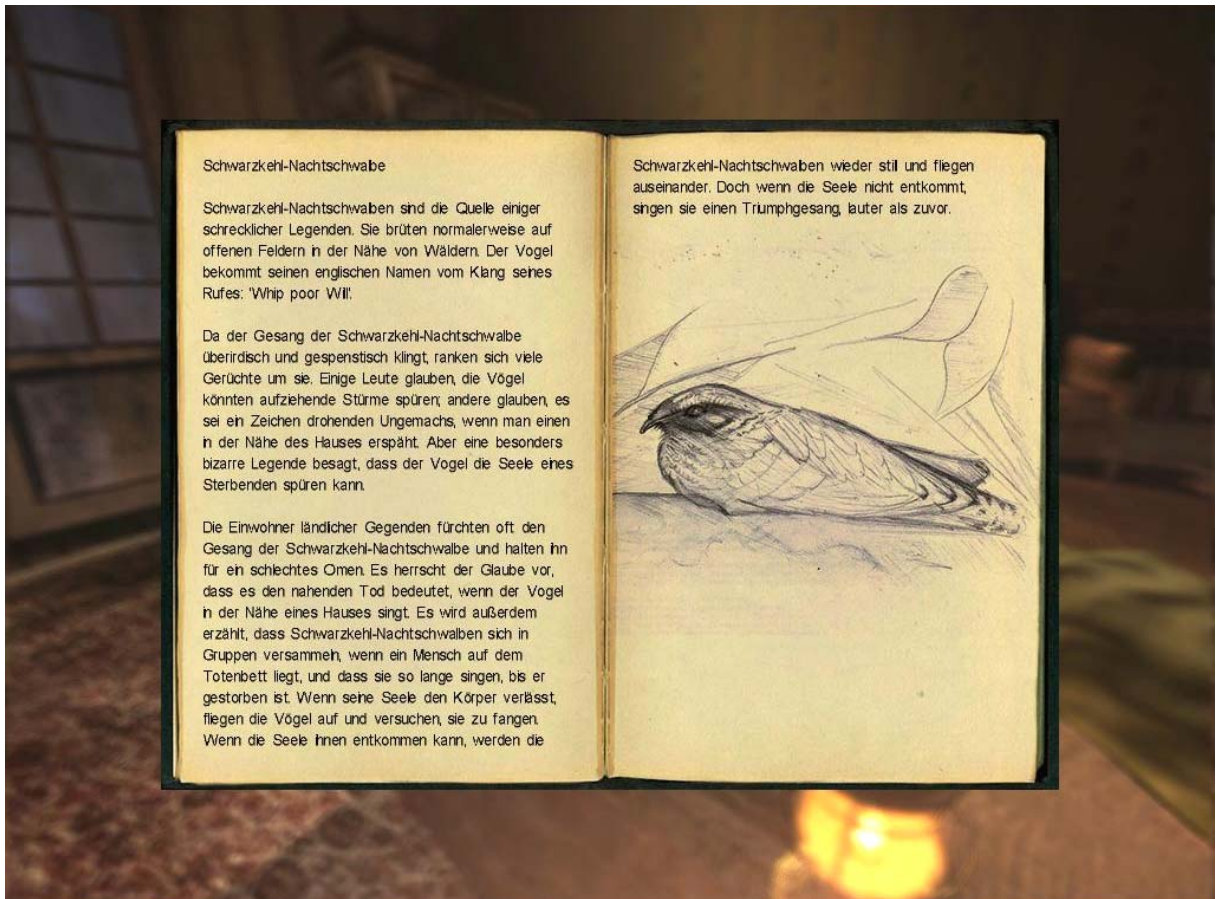 Schwarzkehl-Nachtschwalbe
Schwarzkehl-Nachtschwalben sind die Quelle einiger
schrecklicher Legenden. Sie brüten normalerweise auf
offenen Feldern in der Nähe von Wäldern. Der Vogel
bekommt seinen englischen Namen vom Klang seines
Rufes: 'Whip poor Will'.
Da der Gesang der Schwarzkehl-Nachtschwalbe
überirdisch und gespenstisch klingt, ranken sich viele
Gerüchte um sie. Einige Leute glauben, die Vögel
könnten aufziehende Stürme spüren; andere glauben, es
sei ein Zeichen drohenden Ungemachs, wenn man einen
in der Nähe des Hauses erspäht. Aber eine besonders
bizarre Legende besagt, dass der Vogel die Seele eines
Sterbenden spüren kann.
Die Einwohner ländlicher Gegenden fürchten oft den
Gesang der Schwarzkehl-Nachtschwalbe und halten ihn
für ein schlechtes Omen. Es herrscht der Glaube vor,
dass es den nahenden Tod bedeutet, wenn der Vogel
in der Nähe eines Hauses singt. Es wird außerdem
erzählt, dass Schwarzkehl-Nachtschwalben sich in
Gruppen versammeln, wenn ein Mensch auf dem
Totenbett liegt, und dass sie so lange singen, bis er
gestorben ist. Wenn seine Seele den Körper verlässt,
fliegen die Vögel auf und versuchen, sie zu fangen.
Wenn die Seele ihnen entkommen kann, werden die
Schwarzkehl-Nachtschwalben wieder still und fliegen
auseinander. Doch wenn die Seele nicht entkommt,
singen sie einen Triumphgesang, lauter als zuvor.